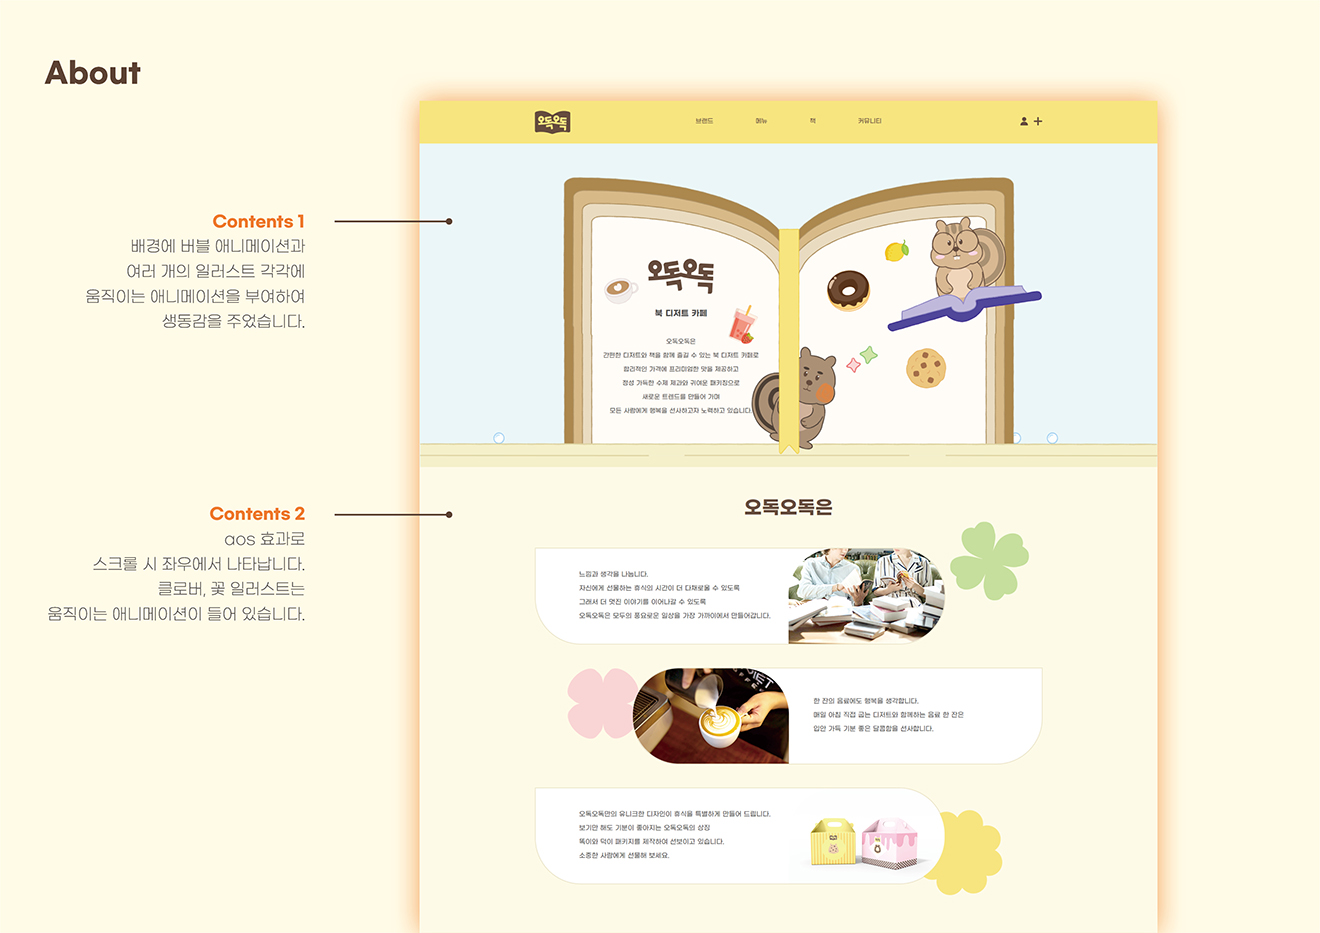 About
오독오독
브랜드
메뉴
책
커뮤니티
Contents 1
배경에 버블 애니메이션과
여러 개의 일러스트 각각에
움직이는 애니메이션을 부여하여
생동감을 주었습니다.
오독오독
북 디저트 카페
오독오독은
간편한 디저트와 책을 함께 즐길 수 있는 북 디저트 카페로
합리적인 가격에 프리미엄한 맛을 제공하고
정성 가득한 수제 제과와 귀여운 패키징으로
새로운 트렌드를 만들어 가며
모든 사람에게 행복을 선사하고자 노력하고 있습니다.
Contents 2
aos 효과로
스크롤 시 좌우에서 나타납니다.
클로버, 꽃 일러스트는
움직이는 애니메이션이 들어 있습니다.
오독오독은
느낌과 생각을 나눕니다.
자신에게 선물하는 휴식의 시간이 더 다채로울 수 있도록
그래서 더 멋진 이야기를 이어나갈 수 있도록
오독오독은 모두의 풍요로운 일상을 가장 가까이에서 만들어갑니다.
한 잔의 음료에도 행복을 생각합니다.
매일 아침 직접 굽는 디저트와 함께하는 음료 한 잔은
입안 가득 기분 좋은 달콤함을 선사합니다.
오독오독만의 유니크한 디자인이 휴식을 특별하게 만들어 드립니다.
보기만 해도 기분이 좋아지는 오독오독의 상징
똑이와 덕이 패키지를 제작하여 선보이고 있습니다.
소중한 사람에게 선물해 보세요.